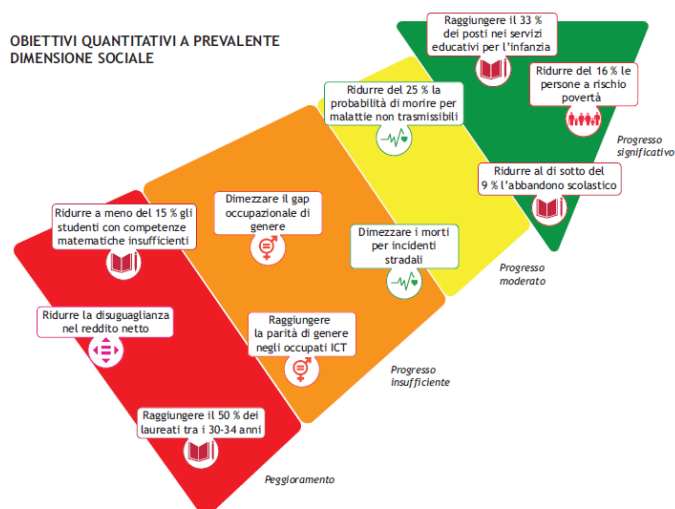 OBIETTIVI QUANTITATIVI A PREVALENTE
DIMENSIONE SOCIALE
Raggiungere il 33 %
dei posti nei servizi
educativi per l'infanzia
Ridurre del 16 % le
persone a rischio
povertà
Ridurre del 25 % la
probabilità di morire per
malattie non trasmissibili
Progresso
significativo
Ridurre al di sotto del
9 % l'abbandono scolastico
Ridurre a meno del 15 % gli
studenti con competenze
matematiche insufficienti
Dimezzare il gap
occupazionale di
genere
Dimezzare i morti
per incidenti
stradali
Progresso
moderato
Ridurre la disuguaglianza
nel reddito netto
Raggiungere
la parità di genere
negli occupati ICT
Progresso
insufficiente
Raggiungere il 50 % dei
laureati tra i 30-34 anni
Peggioramento